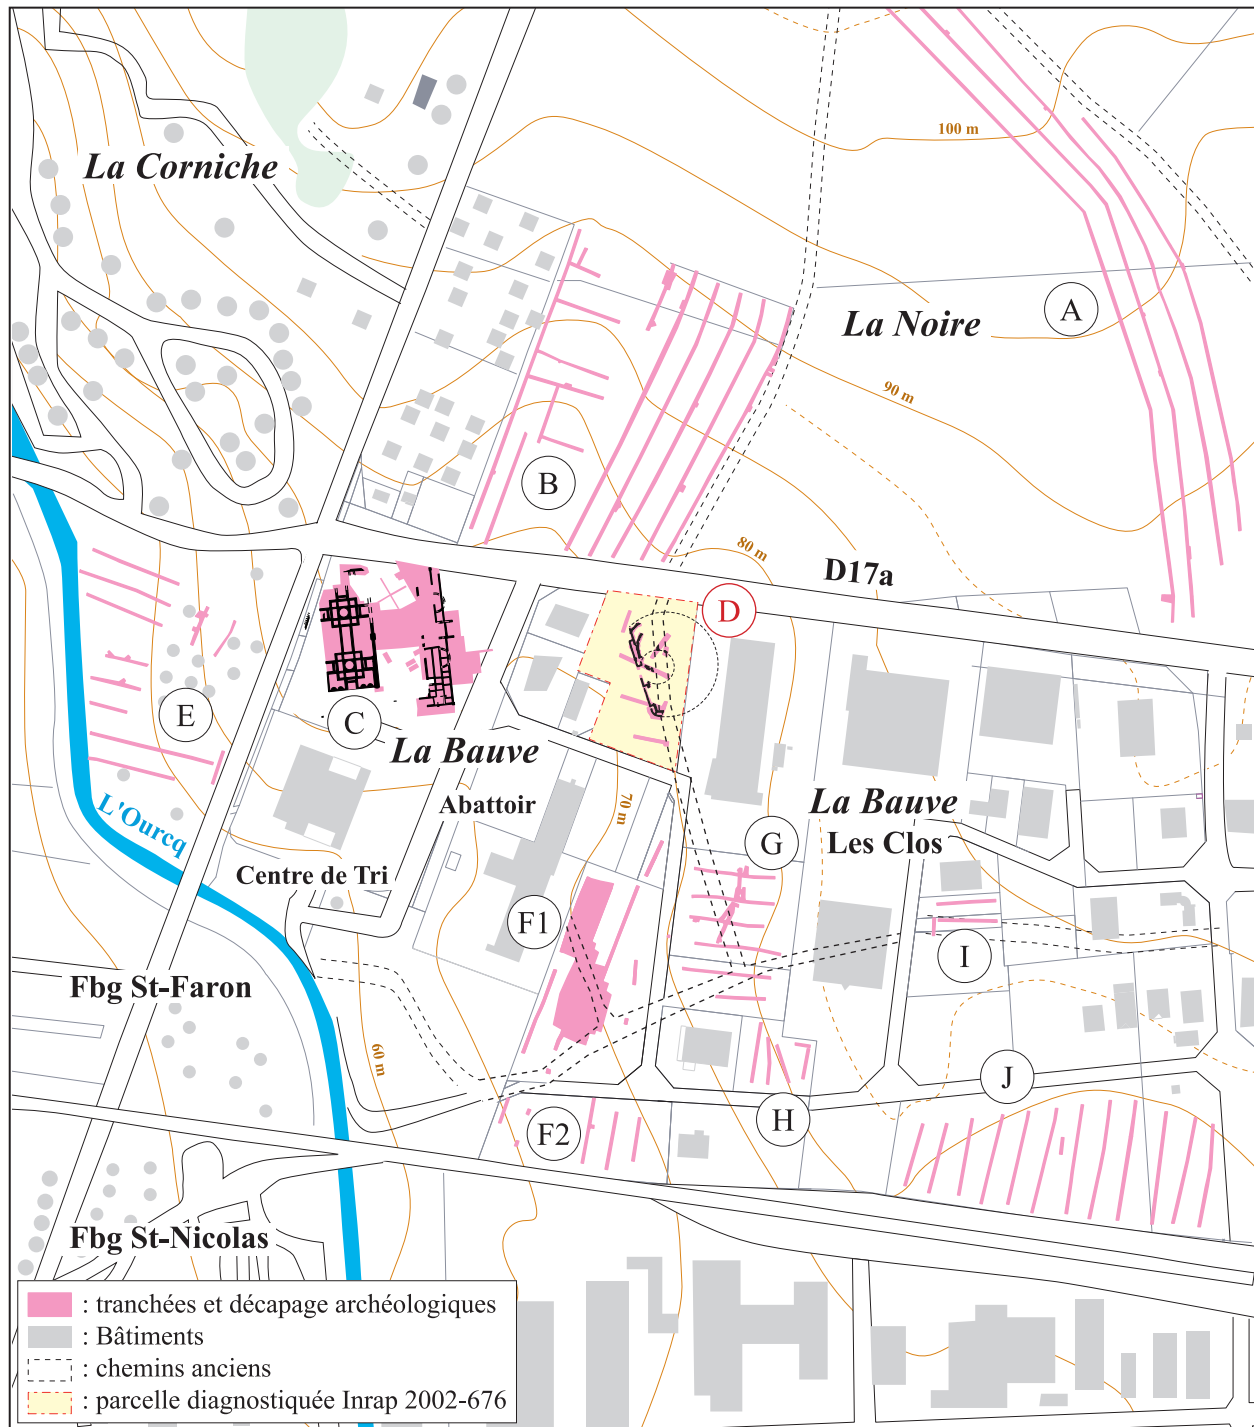 100 m
La Corniche
A
La Noire
90 m
B
80 m
D17a
D
E
C
La Bauve
70 m
Abattoir
La Bauve
L'Ourcq
G
Les Clos
Centre de Tri
F1
I
Fbg St-Faron
60 m
J
H
F2
Fbg St-Nicolas
: tranchées et décapage archéologiques
: Bâtiments
: chemins anciens
: parcelle diagnostiquée Inrap 2002-676